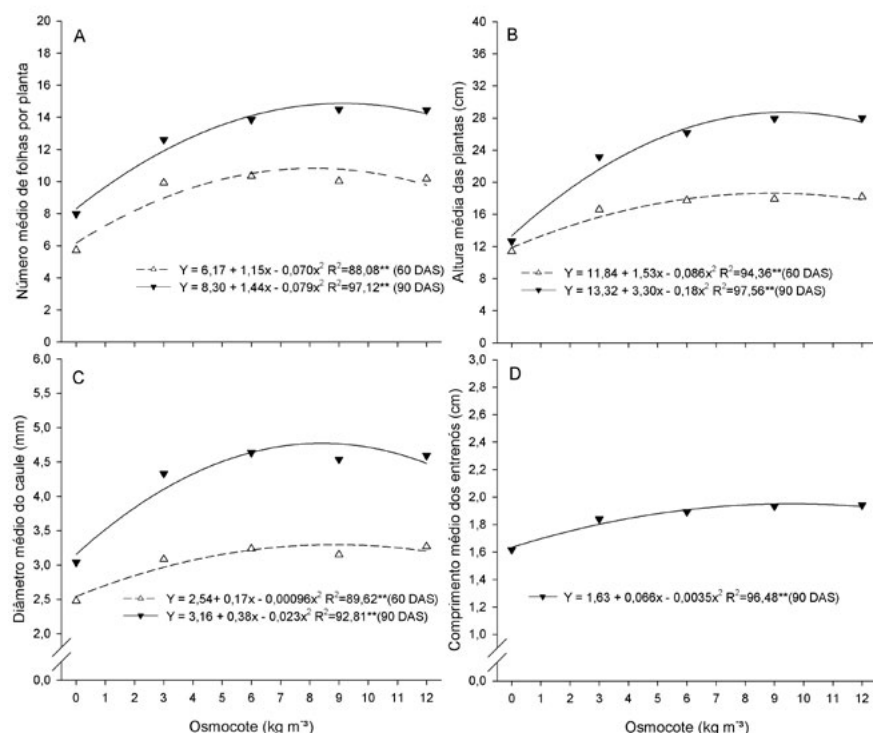 A
Número médio de folhas por planta
20
18
16
14
12
10
8
6
4
2
0
Y = 6,17 + 1,15x - 0,070x² R²=88,08** (60 DAS)
Y = 8,30 + 1,44x - 0,079x² R²=97,12** (90 DAS)
B
Altura média das plantas (cm)
40
36
32
28
24
20
16
12
8
4
0
Y = 11,84 + 1,53x - 0,086x² R²=94,36** (60 DAS)
Y = 13,32 + 3,30x - 0,18x² R²=97,56** (90 DAS)
C
Diâmetro médio do caule (mm)
6,0
5,5
5,0
4,5
4,0
3,5
3,0
2,5
2,0
0,0
Y = 2,54+ 0,17x - 0,00096x² R²=89,62** (60 DAS)
Y = 3,16 + 0,38x - 0,023x² R²=92,81** (90 DAS)
0 1 2 3 4 5 6 7 8 9 10 11 12
Osmocote (kg m⁻³)
D
Comprimento médio dos entrenós (cm)
3,0
2,8
2,6
2,4
2,2
2,0
1,8
1,6
1,4
1,2
1,0
0,0
Y = 1,63 + 0,066x - 0,0035x² R²=96,48** (90 DAS)
0 1 2 3 4 5 6 7 8 9 10 11 12
Osmocote (kg m⁻³)